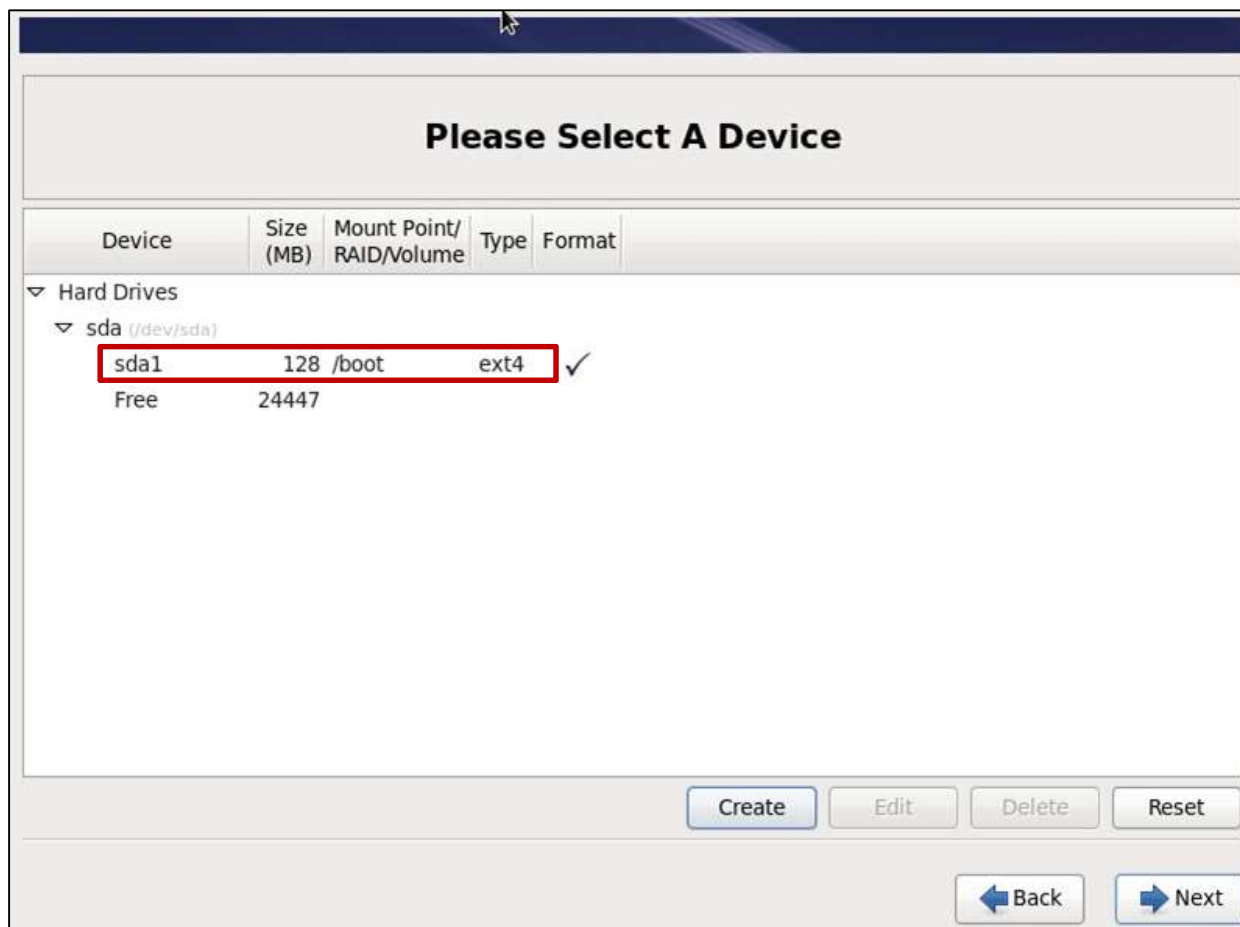 Please Select A Device
Device Size (MB) Mount Point/ RAID/Volume Type Format
Hard Drives
sda (/dev/sda)
sda1 128 /boot ext4
Free 24447
Create Edit Delete Reset
Back Next